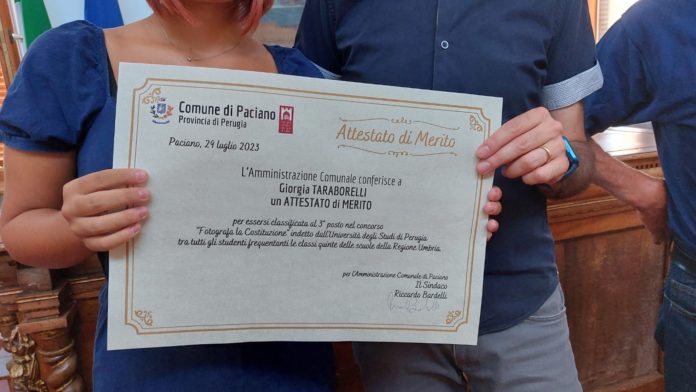 Comune di Paciano
Provincia di Perugia
Attestato di Merito
Paciano, 29 luglio 2023
L'Amministrazione Comunale conferisce a
Giorgia TARABORELLI
un ATTESTATO di MERITO
per essersi classificata al 3° posto nel concorso
"Fotografa la Costituzione" indetto dall'Università degli Studi di Perugia
tra tutti gli studenti frequentanti le classi quinte delle scuole della Regione Umbria.
per l'Amministrazione Comunale di Paciano
Il Sindaco
Riccardo Bardelli